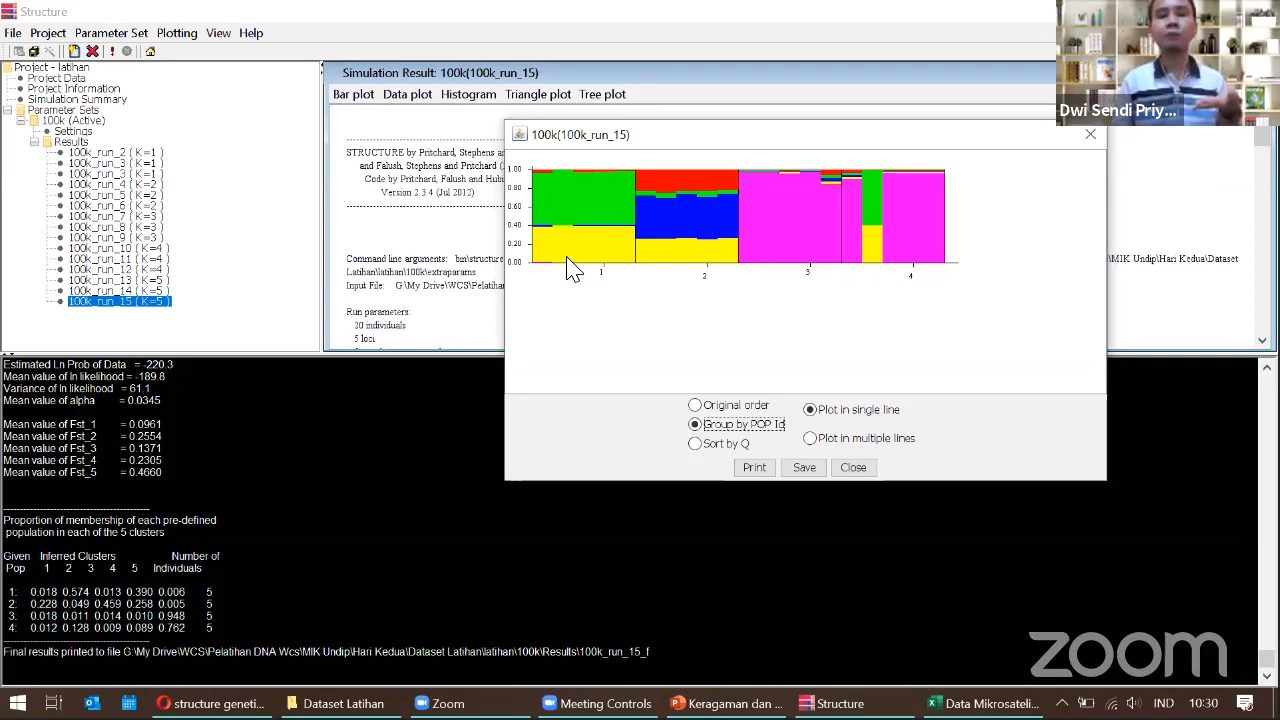 Structure
File Project Parameter Set Plotting View Help
Project - latihan
Project Data
Project Information
Simulation Summary
Parameter Sets
100k (Active)
Settings
Results
100k_run_2 ( K=1 )
100k_run_3 ( K=1 )
100k_run_4 ( K=2 )
100k_run_5 ( K=2 )
100k_run_6 ( K=2 )
100k_run_7 ( K=3 )
100k_run_8 ( K=3 )
100k_run_9 ( K=3 )
100k_run_10 ( K=4 )
100k_run_11 ( K=4 )
100k_run_12 ( K=4 )
100k_run_13 ( K=5 )
100k_run_14 ( K=5 )
100k_run_15 ( K=5 )
Simulation Result: 100k(100k_run_15)
Bar plot Data plot Histogram Triangle plot Tree plot
STRUCTURE by Pritchard, Stephens a
and Falush, Stephens and Pritchard (
Code by Pritchard, Falush and Hubi
Version 2.3.4 (Jul 2012)
Command line arguments: bin\structure
MIK Undip\Hari Kedua\Dataset
Latihan\latihan\100k\extraparams
Input File: G:\My Drive\WCS\Pelatihan
Run parameters:
20 individuals
5 loci
Dwi Sendi Priy...
100k(100k_run_15)
1.00
0.80
0.60
0.40
0.20
0.00
1 2 3 4
Original order
Group by POP Id
Sort by Q
Plot in single line
Plot in multiple lines
Print Save Close
Estimated Ln Prob of Data = -220.3
Mean value of ln likelihood = -189.8
Variance of ln likelihood = 61.1
Mean value of alpha = 0.0345
Mean value of Fst_1 = 0.0961
Mean value of Fst_2 = 0.2554
Mean value of Fst_3 = 0.1371
Mean value of Fst_4 = 0.2305
Mean value of Fst_5 = 0.4660
Proportion of membership of each pre-defined
population in each of the 5 clusters
Given Inferred Clusters Number of
Pop 1 2 3 4 5 Individuals
1: 0.018 0.574 0.013 0.390 0.006 5
2: 0.228 0.049 0.459 0.258 0.005 5
3: 0.018 0.011 0.014 0.010 0.948 5
4: 0.012 0.128 0.009 0.089 0.762 5
Final results printed to file G:\My Drive\WCS\Pelatihan DNA Wcs\MIK Undip\Hari Kedua\Dataset Latihan\latihan\100k\Results\100k_run_15_f
zoom
structure geneti... Dataset Latihan Zoom Meeting Controls Keragaman dan ... Structure Data Mikrosateli... IND 10:30